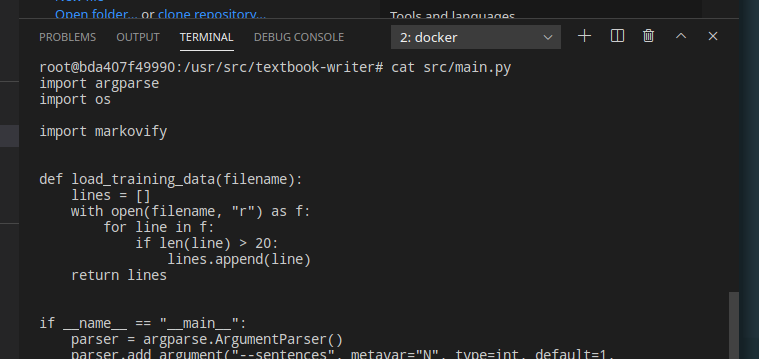 Open folder... or clone repository...
Tools and languages
PROBLEMS OUTPUT TERMINAL DEBUG CONSOLE 2: docker
root@bda407f49990:/usr/src/textbook-writer# cat src/main.py
import argparse
import os

import markovify


def load_training_data(filename):
    lines = []
    with open(filename, "r") as f:
        for line in f:
            if len(line) > 20:
                lines.append(line)
    return lines


if __name__ == "__main__":
    parser = argparse.ArgumentParser()
    parser.add_argument("--sentences", metavar="N", type=int, default=1,